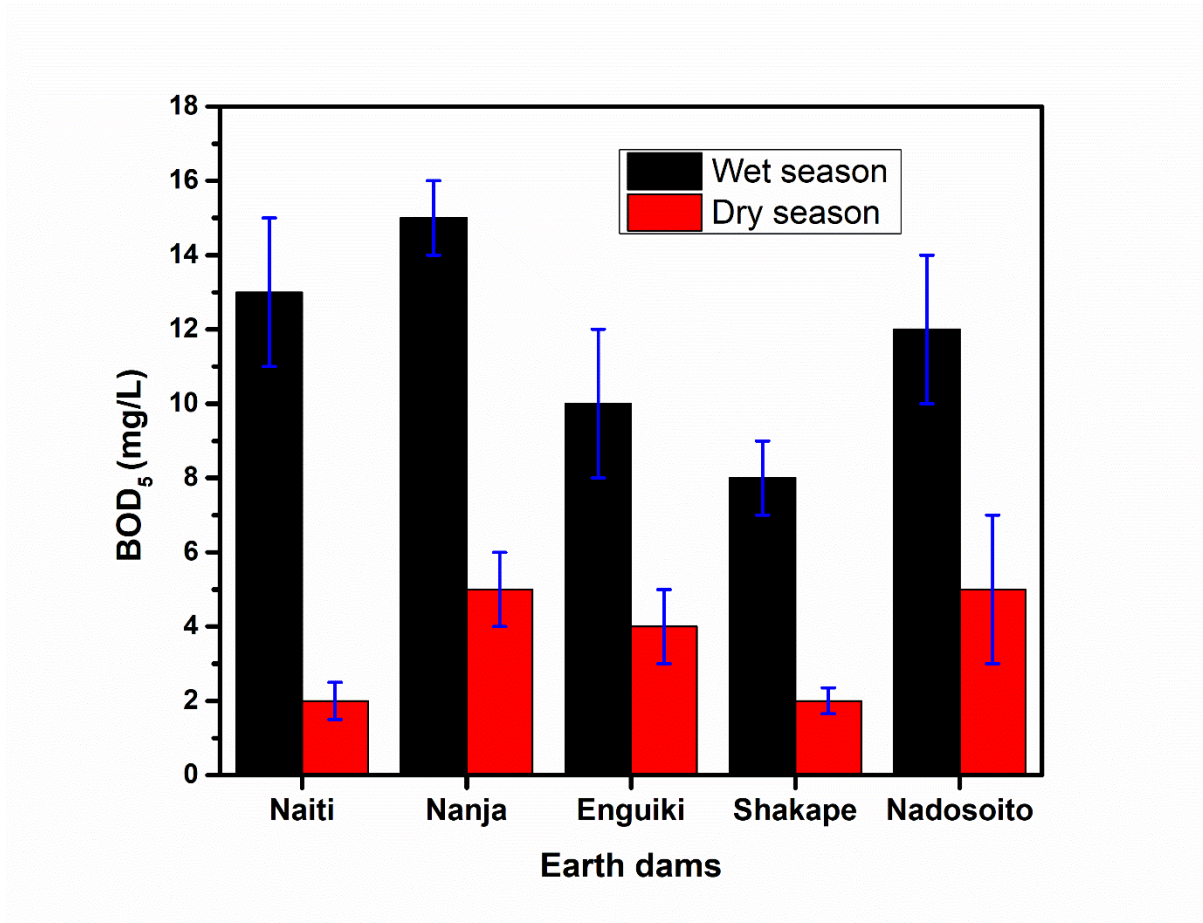 18
16
14
12
10
8
6
4
2
0
BOD₅ (mg/L)
Wet season
Dry season
Naiti Nanja Enguiki Shakape Nadosoito
Earth dams